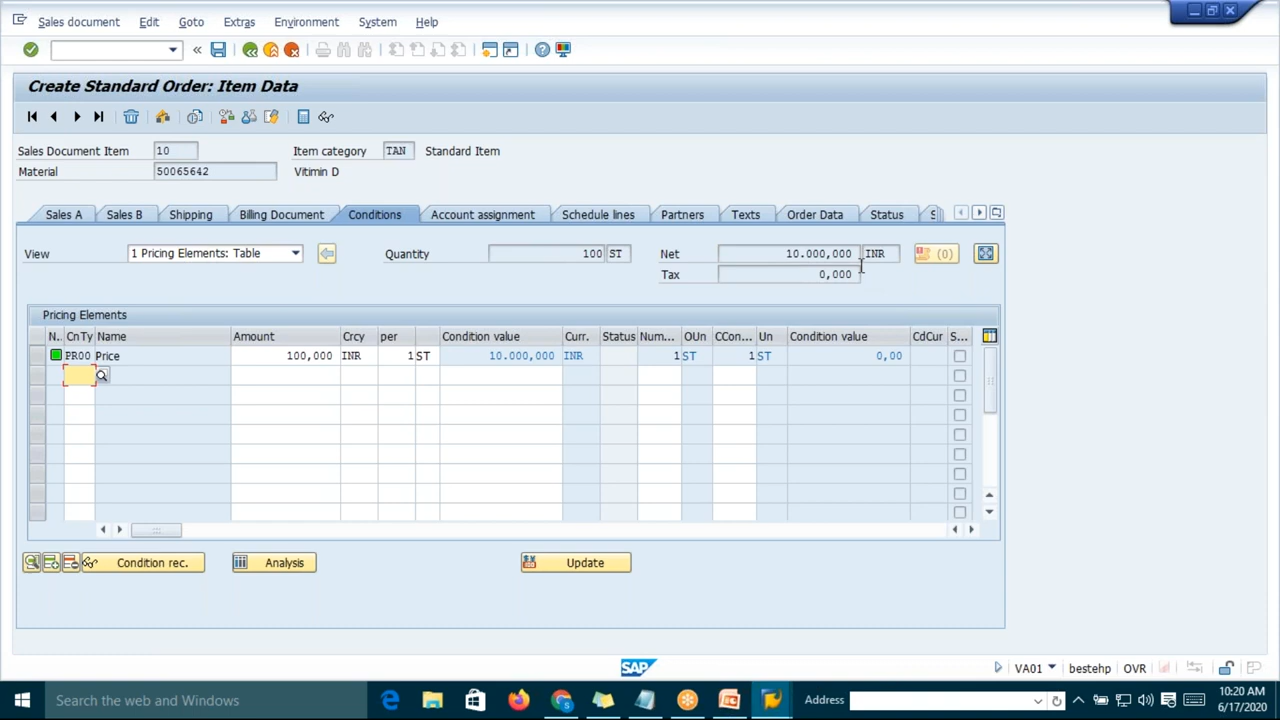 Sales document Edit Goto Extras Environment System Help
Create Standard Order: Item Data
Sales Document Item 10 Item category TAN Standard Item
Material 50065642 Vitimin D
Sales A Sales B Shipping Billing Document Conditions Account assignment Schedule lines Partners Texts Order Data Status S
View 1 Pricing Elements: Table Quantity 100 ST Net 10.000,000 INR (0)
Tax 0,000
Pricing Elements
N.. CnTy Name Amount Crcy per Condition value Curr. Status Num... OUn CCon... Un Condition value CdCur S...
PR00 Price 100,000 INR 1 ST 10.000,000 INR 1 ST 1 ST 0,00
Condition rec. Analysis Update
SAP VA01 bestehp OVR
Search the web and Windows Address 10:20 AM
6/17/2020